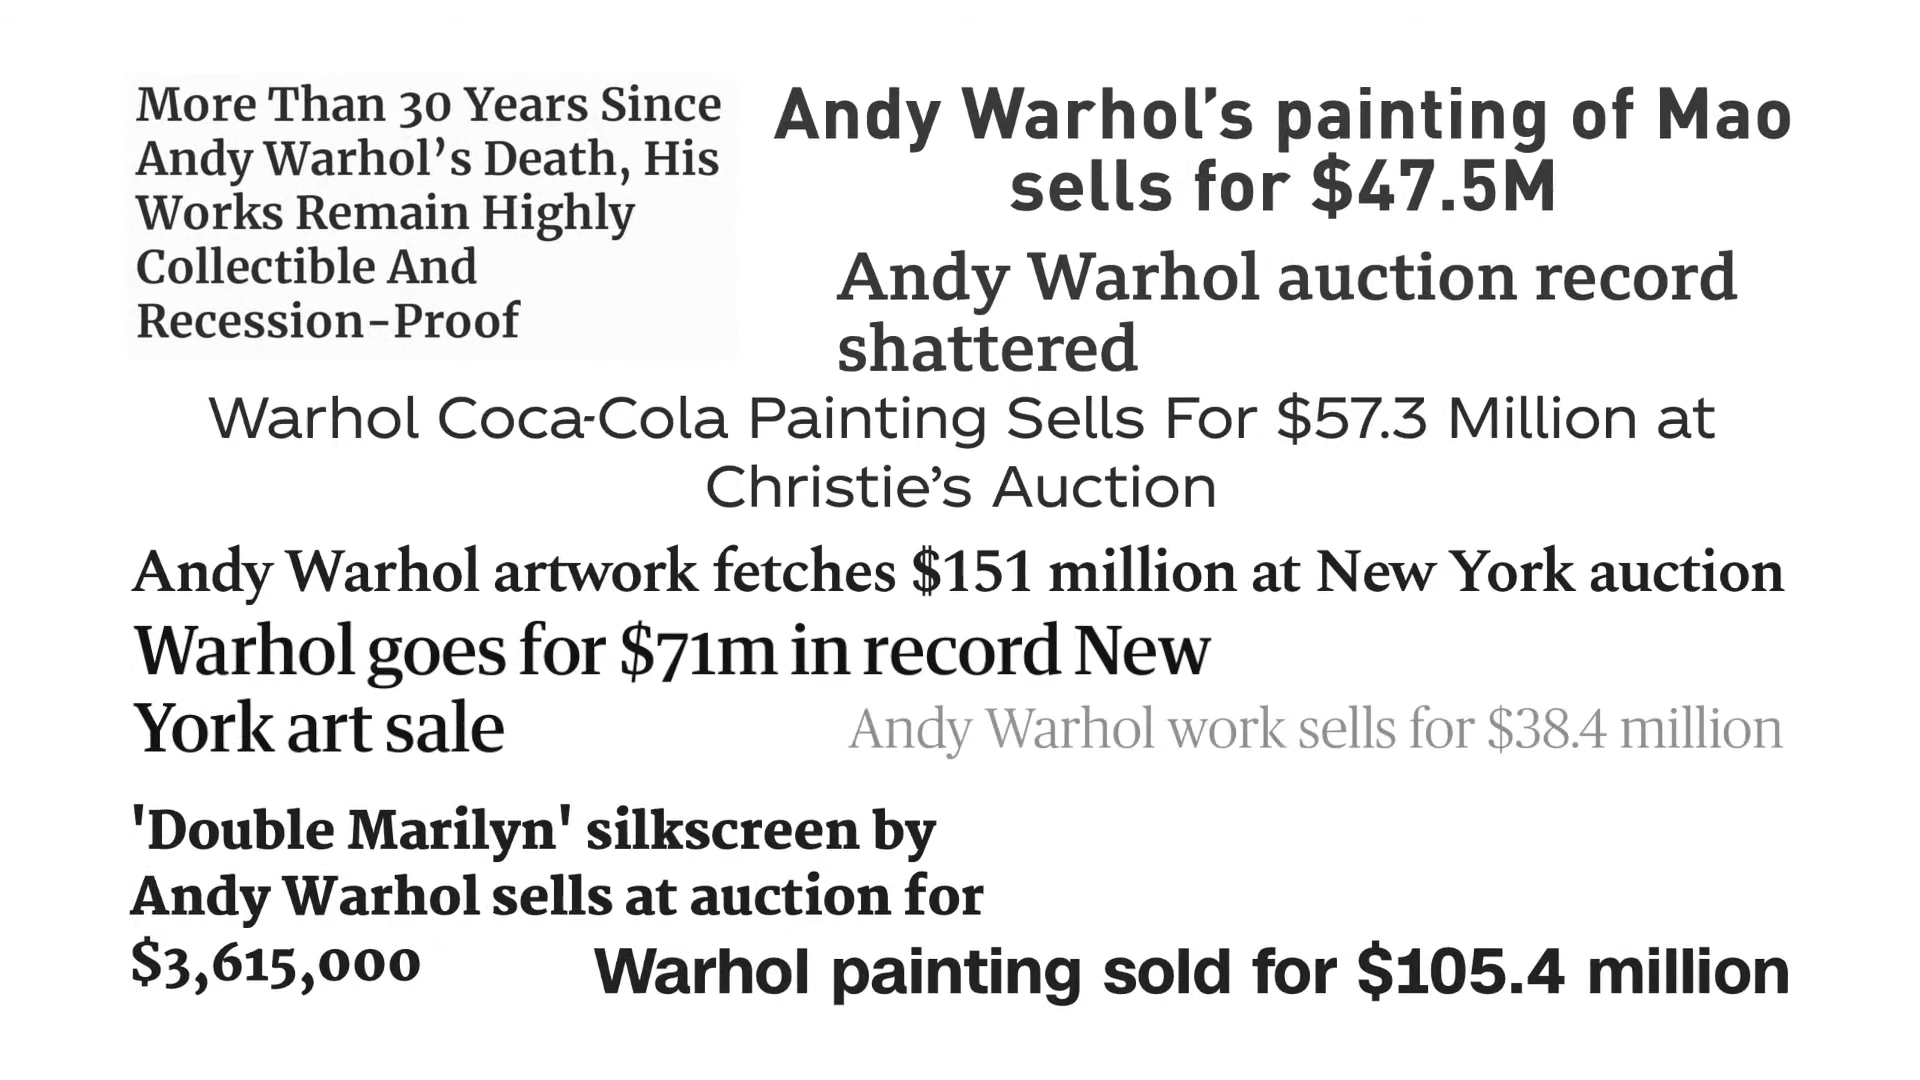 More Than 30 Years Since
Andy Warhol’s Death, His
Works Remain Highly
Collectible And
Recession-Proof
Andy Warhol’s painting of Mao
sells for $47.5M
Andy Warhol auction record
shattered
Warhol Coca-Cola Painting Sells For $57.3 Million at
Christie’s Auction
Andy Warhol artwork fetches $151 million at New York auction
Warhol goes for $71m in record New
York art sale
Andy Warhol work sells for $38.4 million
'Double Marilyn' silkscreen by
Andy Warhol sells at auction for
$3,615,000
Warhol painting sold for $105.4 million